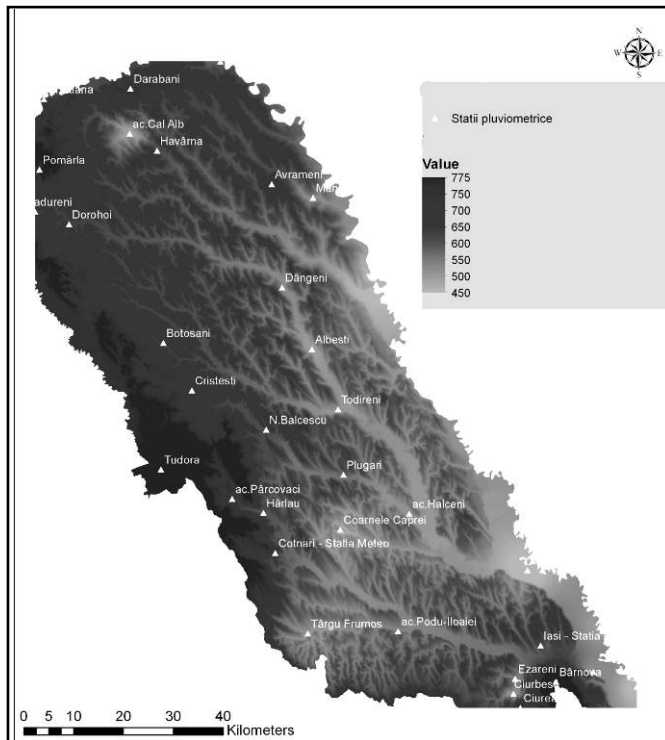 N
W E
S
Darabani
ac.Cal Alb
Havârna
Pomârla
Avrameni
Dorohoi
Statii pluviometrice
Value
775
750
700
650
600
550
500
450
Dângeni
Botosani
Albesti
Cristesti
Todireni
N.Balcescu
Tudora
Plugari
ac.Pârcovaci
Hârlau
ac.Halceni
Coarnele Caprei
Cotnari - Statia Meteo
Târgu Frumos
ac.Podu-Iloaiei
Iasi - Statia
Ezareni
Bârnova
0 5 10 20 30 40
Kilometers